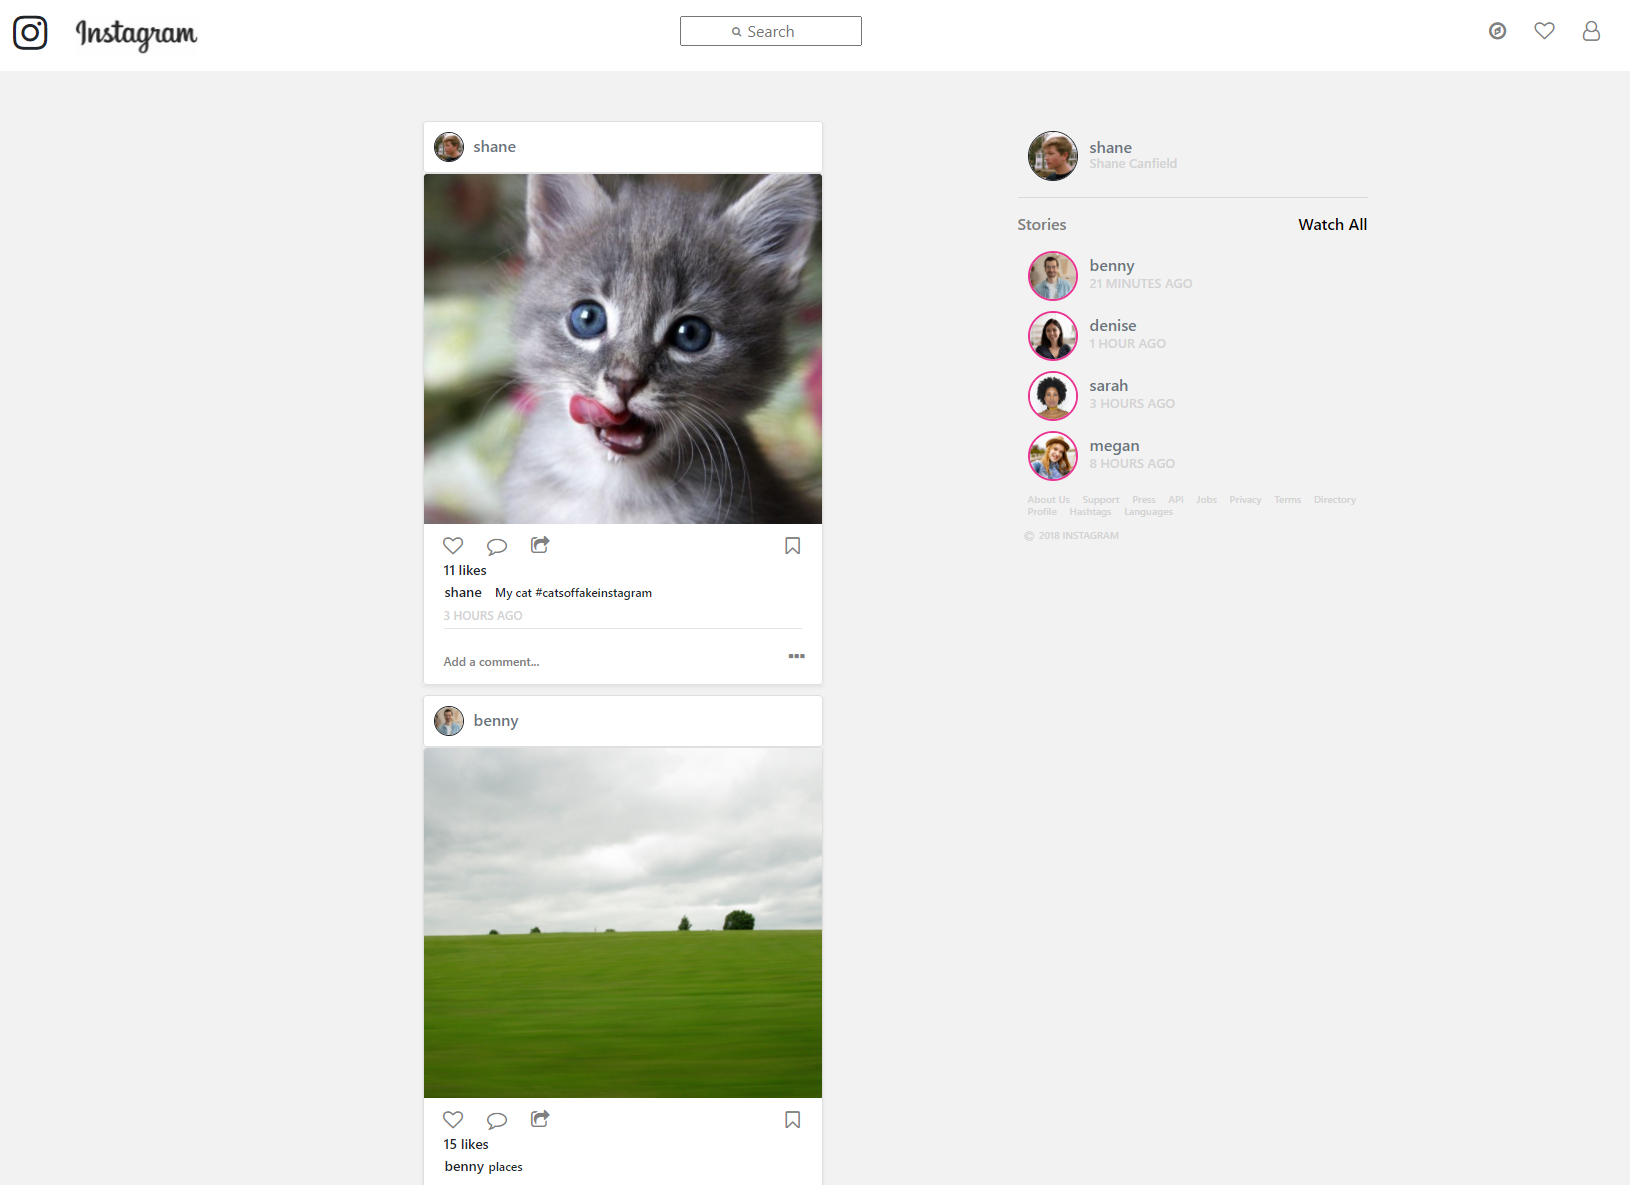 Instagram
Search
shane
11 likes
shane My cat #catsoffakeinstagram
3 HOURS AGO
Add a comment...
benny
15 likes
benny places
shane
Shane Canfield
Stories Watch All
benny
21 MINUTES AGO
denise
1 HOUR AGO
sarah
3 HOURS AGO
megan
8 HOURS AGO
About Us Support Press API Jobs Privacy Terms Directory
Profile Hashtags Languages
© 2018 INSTAGRAM